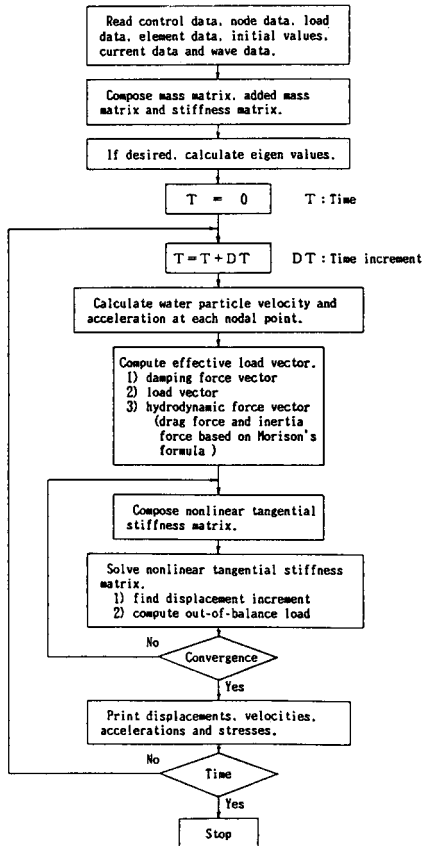 Read control data, node data, load
data, element data, initial values,
current data and wave data.
Compose mass matrix, added mass
matrix and stiffness matrix.
If desired, calculate eigen values.
T = 0
T : Time
T = T + DT
DT : Time increment
Calculate water particle velocity and
acceleration at each nodal point.
Compute effective load vector.
1) damping force vector
2) load vector
3) hydrodynamic force vector
(drag force and inertia
force based on Morison's
formula )
Compose nonlinear tangential
stiffness matrix.
Solve nonlinear tangential stiffness
matrix.
1) find displacement increment
2) compute out-of-balance load
No
Convergence
Yes
Print displacements, velocities,
accelerations and stresses.
No
Time
Yes
Stop